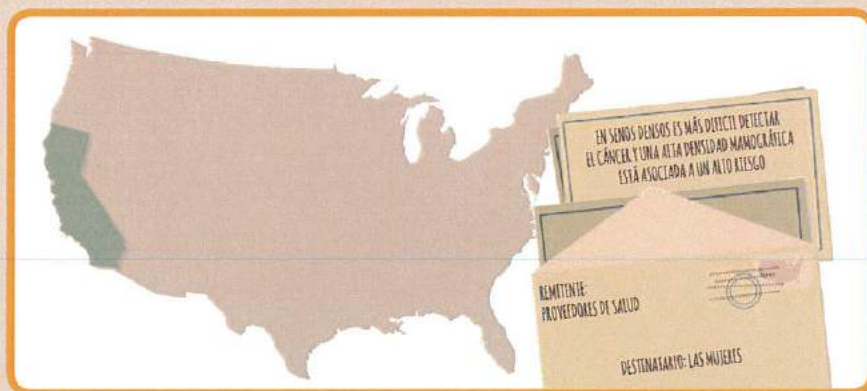 EN SENOS DENSOS ES MÁS DIFICIL DETECTAR
EL CÁNCER Y UNA ALTA DENSIDAD MAMOGRÁFICA
ESTÁ ASOCIADA A UN ALTO RIESGO
REMITENTE:
PROVEEDORES DE SALUD
DESTINATARIO: LAS MUJERES